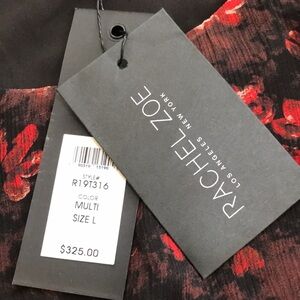 RACHEL ZOE
LOS ANGELES NEW YORK
STYLE#
R19T316
COLOR
MULTI
SIZE L
$325.00